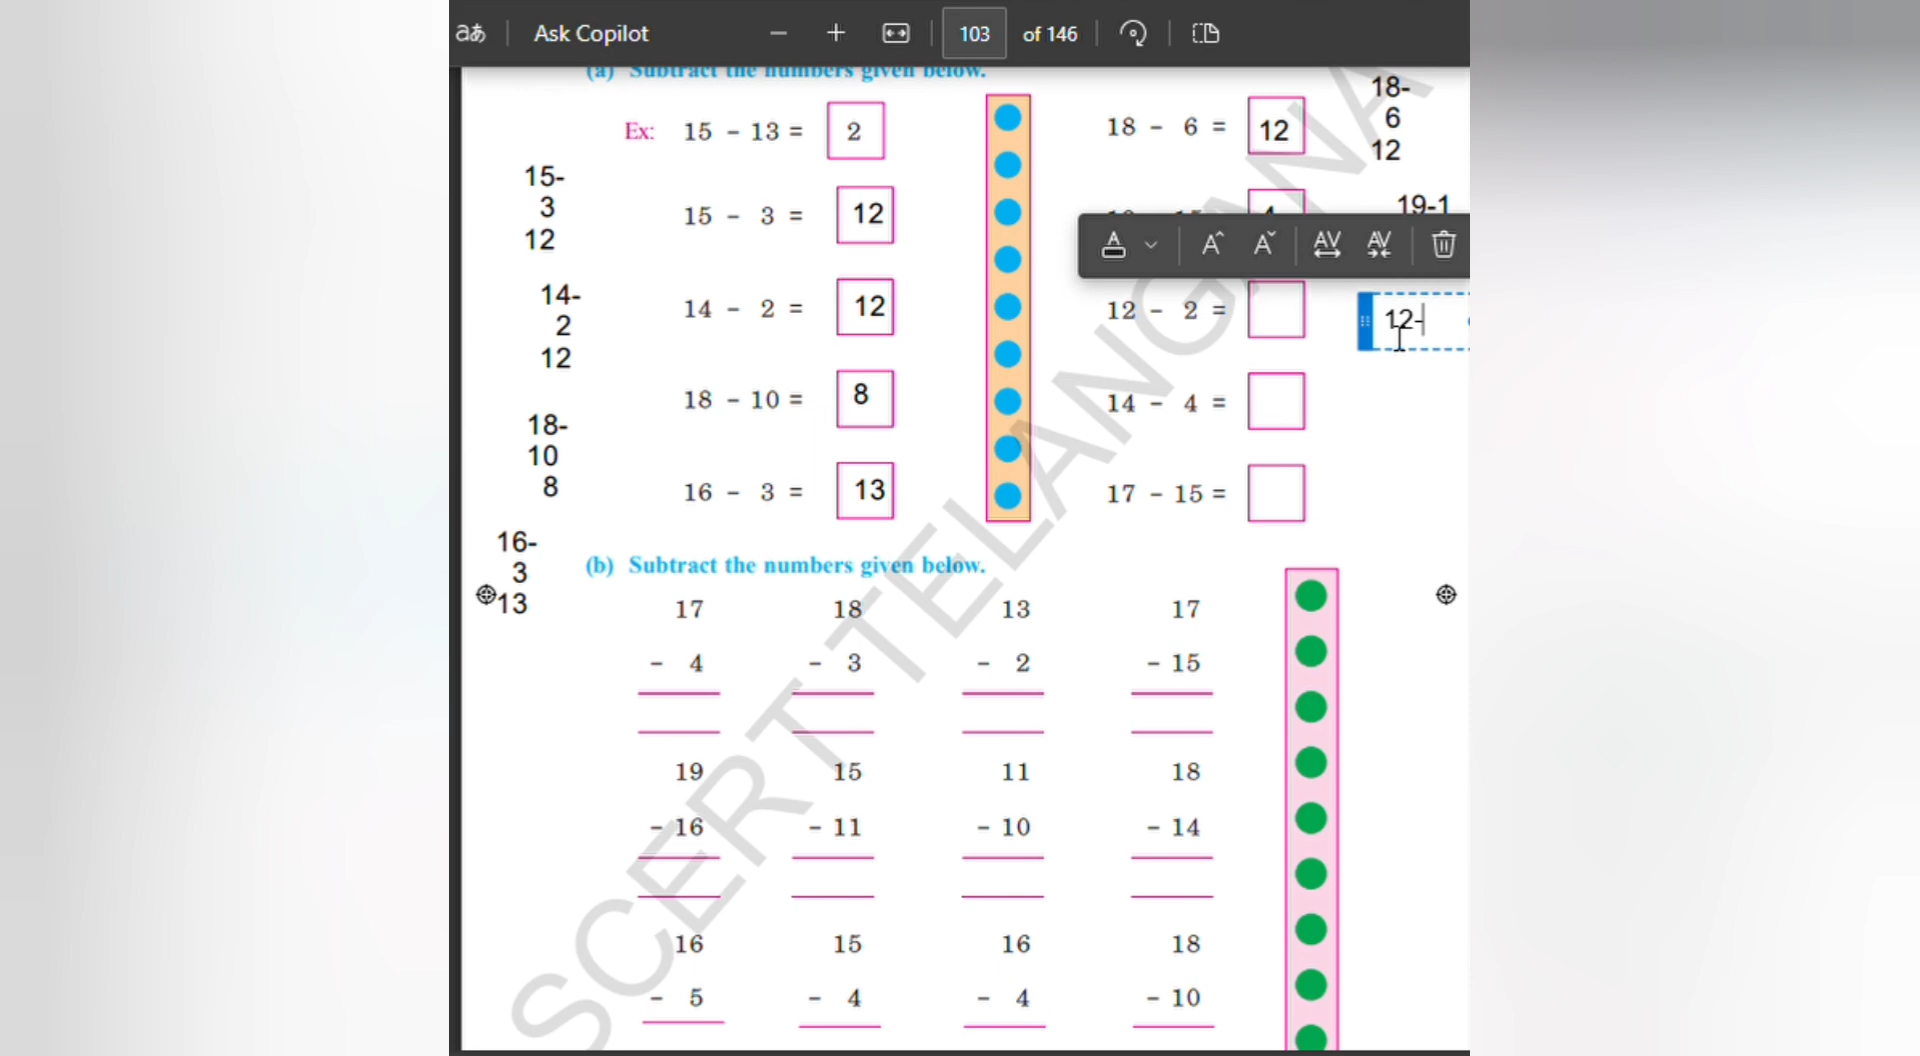 aあ Ask Copilot 103 of 146
(a) Subtract the numbers given below.
Ex: 15 - 13 = 2
15 - 3 = 12
14 - 2 = 12
18 - 10 = 8
16 - 3 = 13
15-
3
12
14-
2
12
18-
10
8
16-
3
13
18 - 6 = 12
12 - 2 =
14 - 4 =
17 - 15 =
18-
6
12
19-1
12-
(b) Subtract the numbers given below.
17 18 13 17
- 4 - 3 - 2 - 15
19 15 11 18
- 16 - 11 - 10 - 14
16 15 16 18
- 5 - 4 - 4 - 10
SCERT TELANGANA